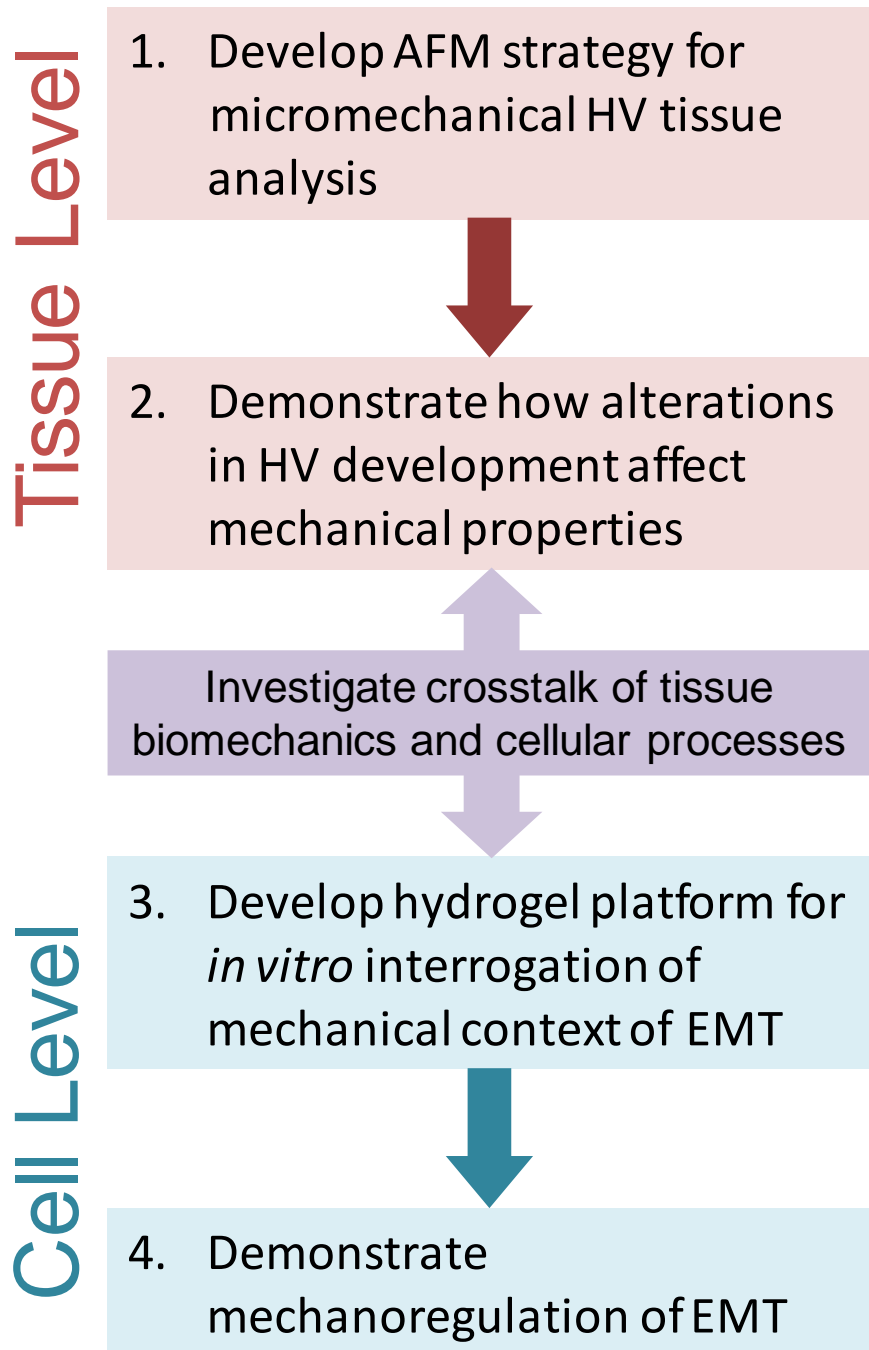 Tissue Level
1. Develop AFM strategy for
micromechanical HV tissue
analysis
2. Demonstrate how alterations
in HV development affect
mechanical properties
Investigate crosstalk of tissue
biomechanics and cellular processes
Cell Level
3. Develop hydrogel platform for
in vitro interrogation of
mechanical context of EMT
4. Demonstrate
mechanoregulation of EMT